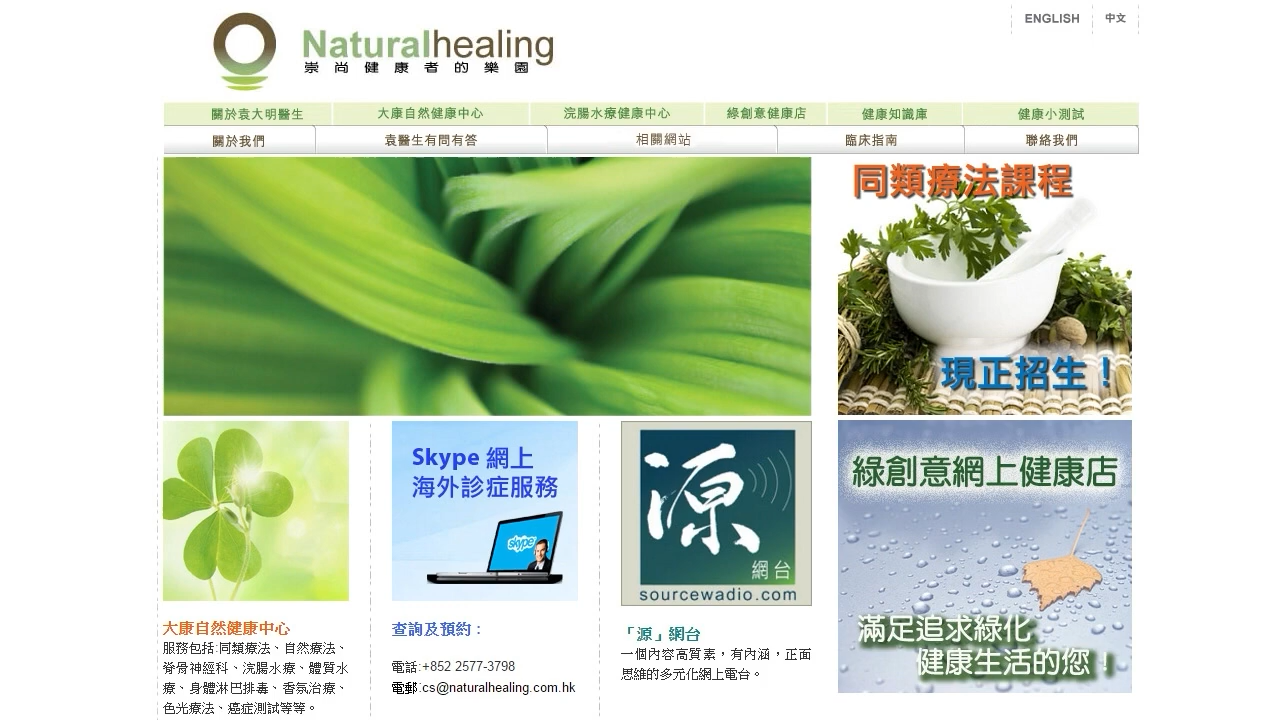 ENGLISH
中文
Naturalhealing
崇尚健康者的樂園
關於袁大明醫生
大康自然健康中心
浣腸水療健康中心
綠創意健康店
健康知識庫
健康小測試
關於我們
袁醫生有問有答
相關網站
臨床指南
聯絡我們
同類療法課程
現正招生！
Skype 網上
海外診症服務
skype
源
網台
sourcewadio.com
綠創意網上健康店
滿足追求綠化
健康生活的您！
大康自然健康中心
服務包括:同類療法、自然療法、
脊骨神經科、浣腸水療、體質水
療、身體淋巴排毒、香氛治療、
色光療法、癌症測試等等。
查詢及預約：
電話:+852 2577-3798
電郵:cs@naturalhealing.com.hk
「源」網台
一個內容高質素，有內涵，正面
思維的多元化網上電台。